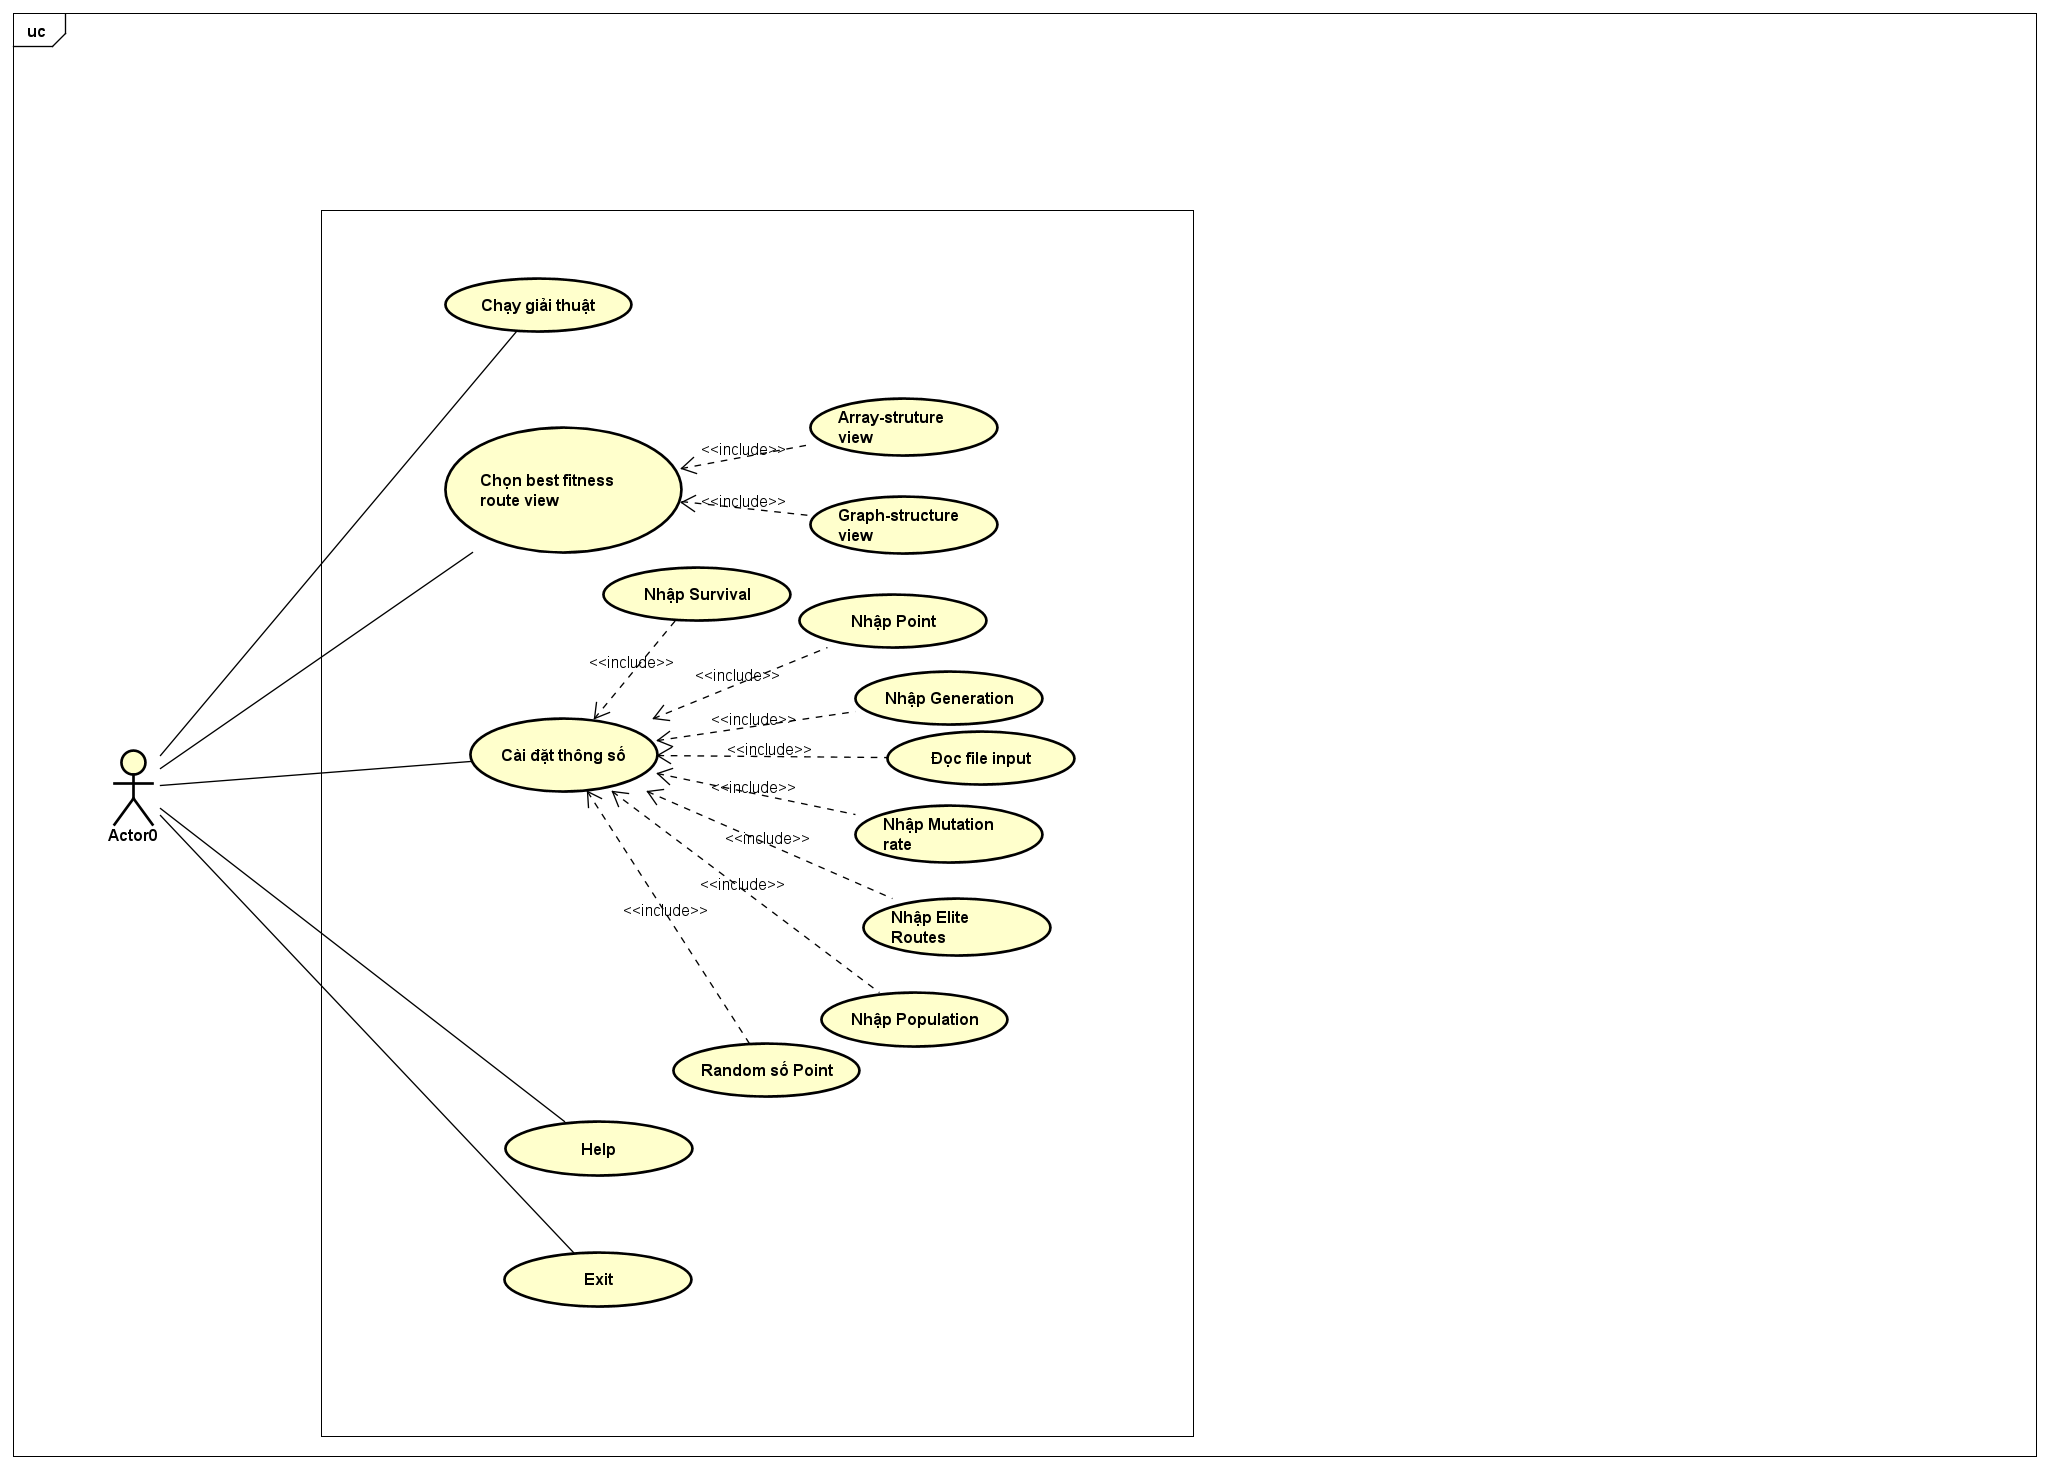 uc
Chạy giải thuật
Array-struture
view
<<include>>
Chọn best fitness
route view
<<include>>
Graph-structure
view
Nhập Survival
Nhập Point
<<include>>
<<include>>
Nhập Generation
<<include>>
Cài đặt thông số
<<include>>
Đọc file input
<<include>>
Nhập Mutation
rate
Actor0
<<include>>
<<include>>
<<include>>
Nhập Elite
Routes
Nhập Population
Random số Point
Help
Exit